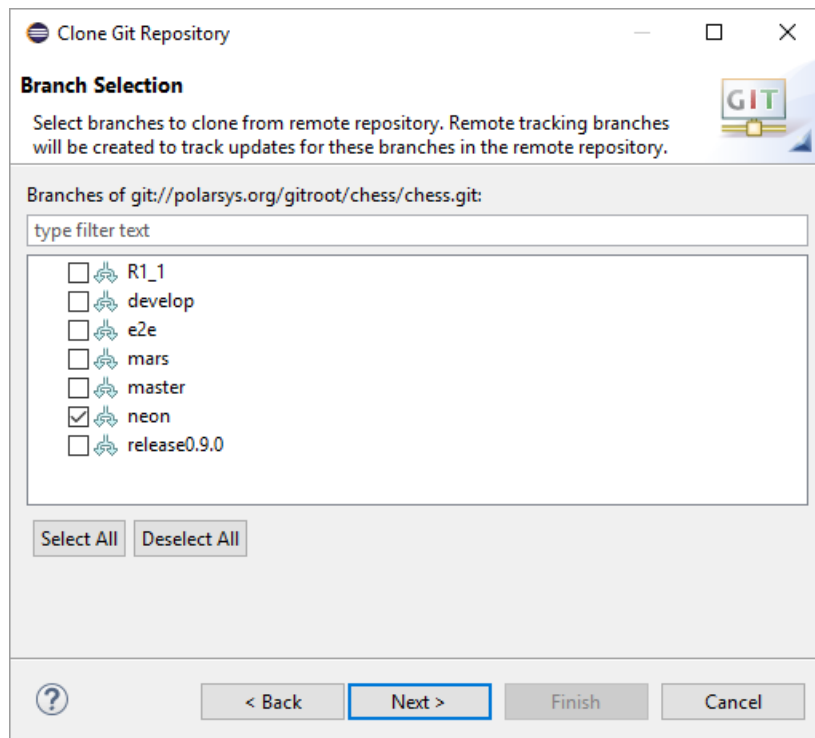 Clone Git Repository
Branch Selection
GIT
Select branches to clone from remote repository. Remote tracking branches
will be created to track updates for these branches in the remote repository.
Branches of git://polarsys.org/gitroot/chess/chess.git:
type filter text
R1_1
develop
e2e
mars
master
neon
release0.9.0
Select All Deselect All
? < Back Next > Finish Cancel